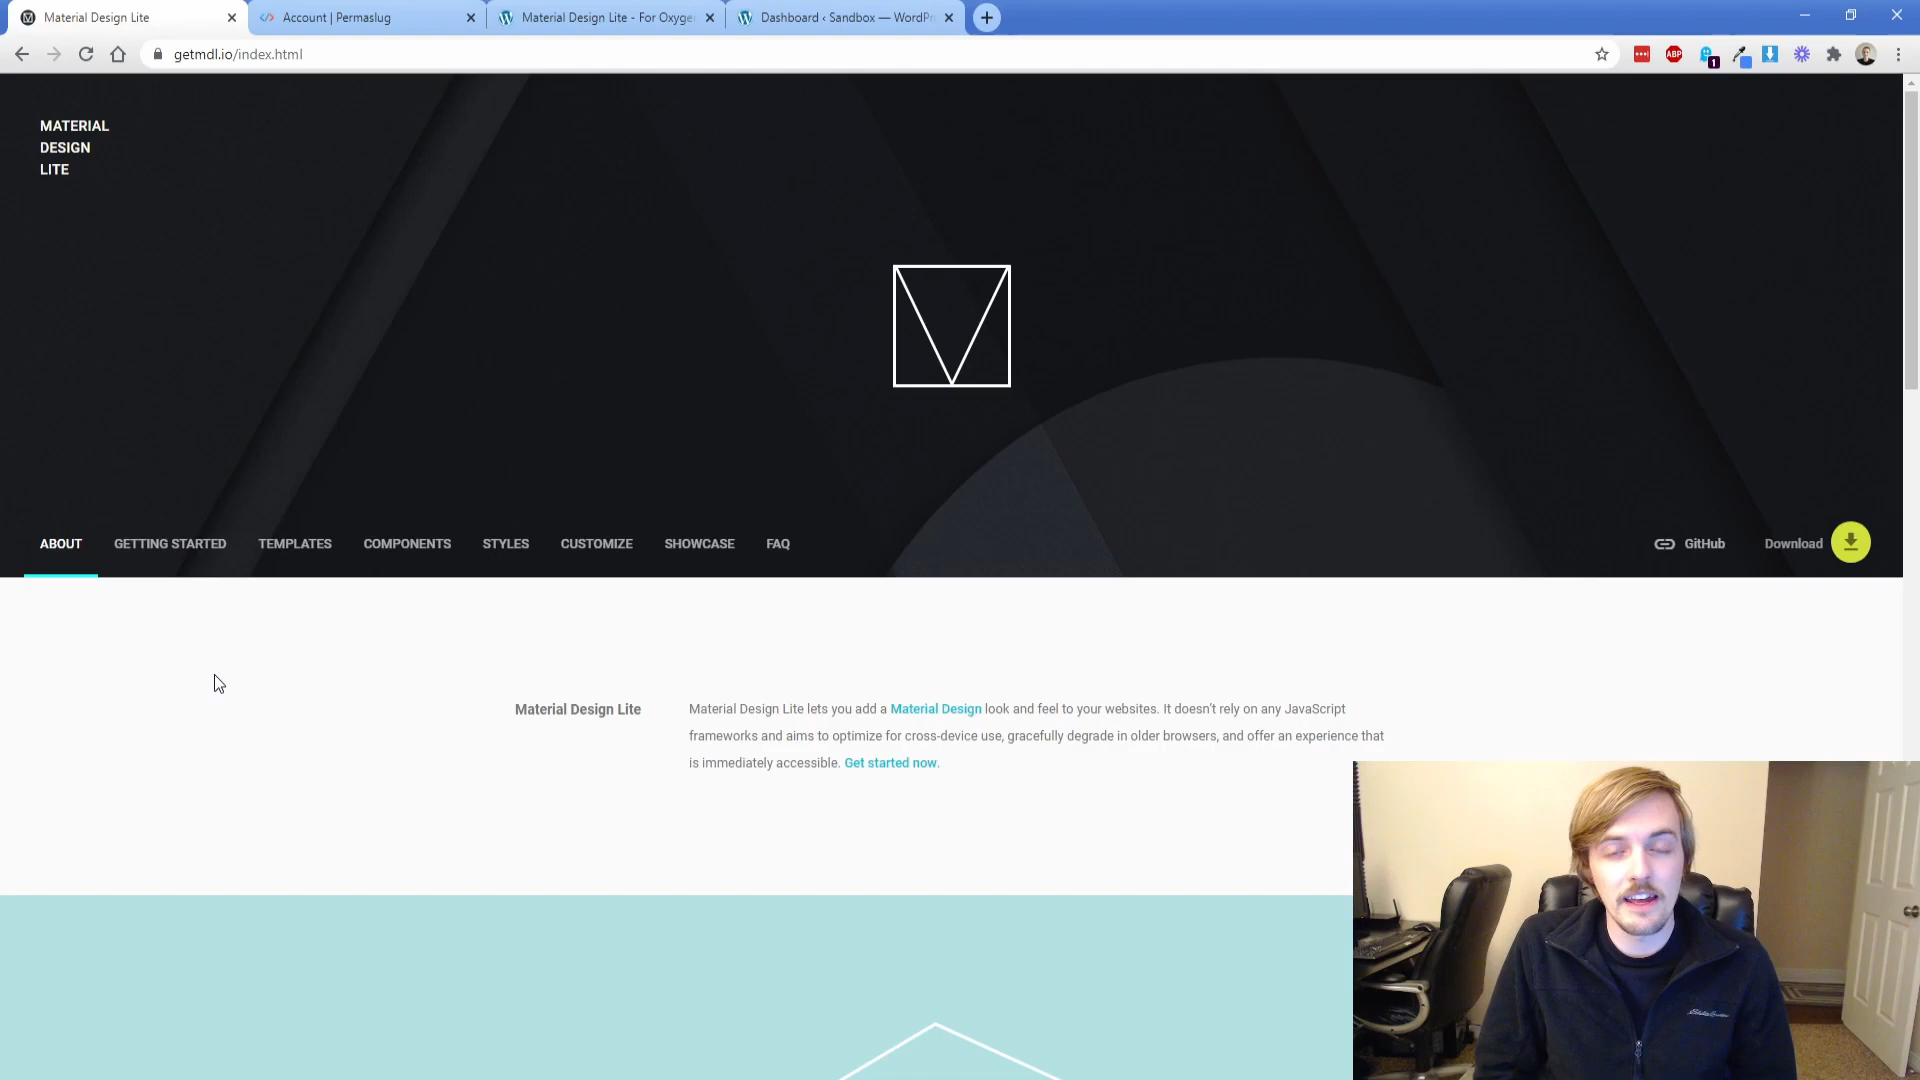 Material Design Lite
Account | Permaslug
Material Design Lite - For Oxyge
Dashboard ‹ Sandbox — WordPr
getmdl.io/index.html
ABP
1
MATERIAL
DESIGN
LITE
ABOUT
GETTING STARTED
TEMPLATES
COMPONENTS
STYLES
CUSTOMIZE
SHOWCASE
FAQ
GitHub
Download
Material Design Lite
Material Design Lite lets you add a Material Design look and feel to your websites. It doesn't rely on any JavaScript
frameworks and aims to optimize for cross-device use, gracefully degrade in older browsers, and offer an experience that
is immediately accessible. Get started now.